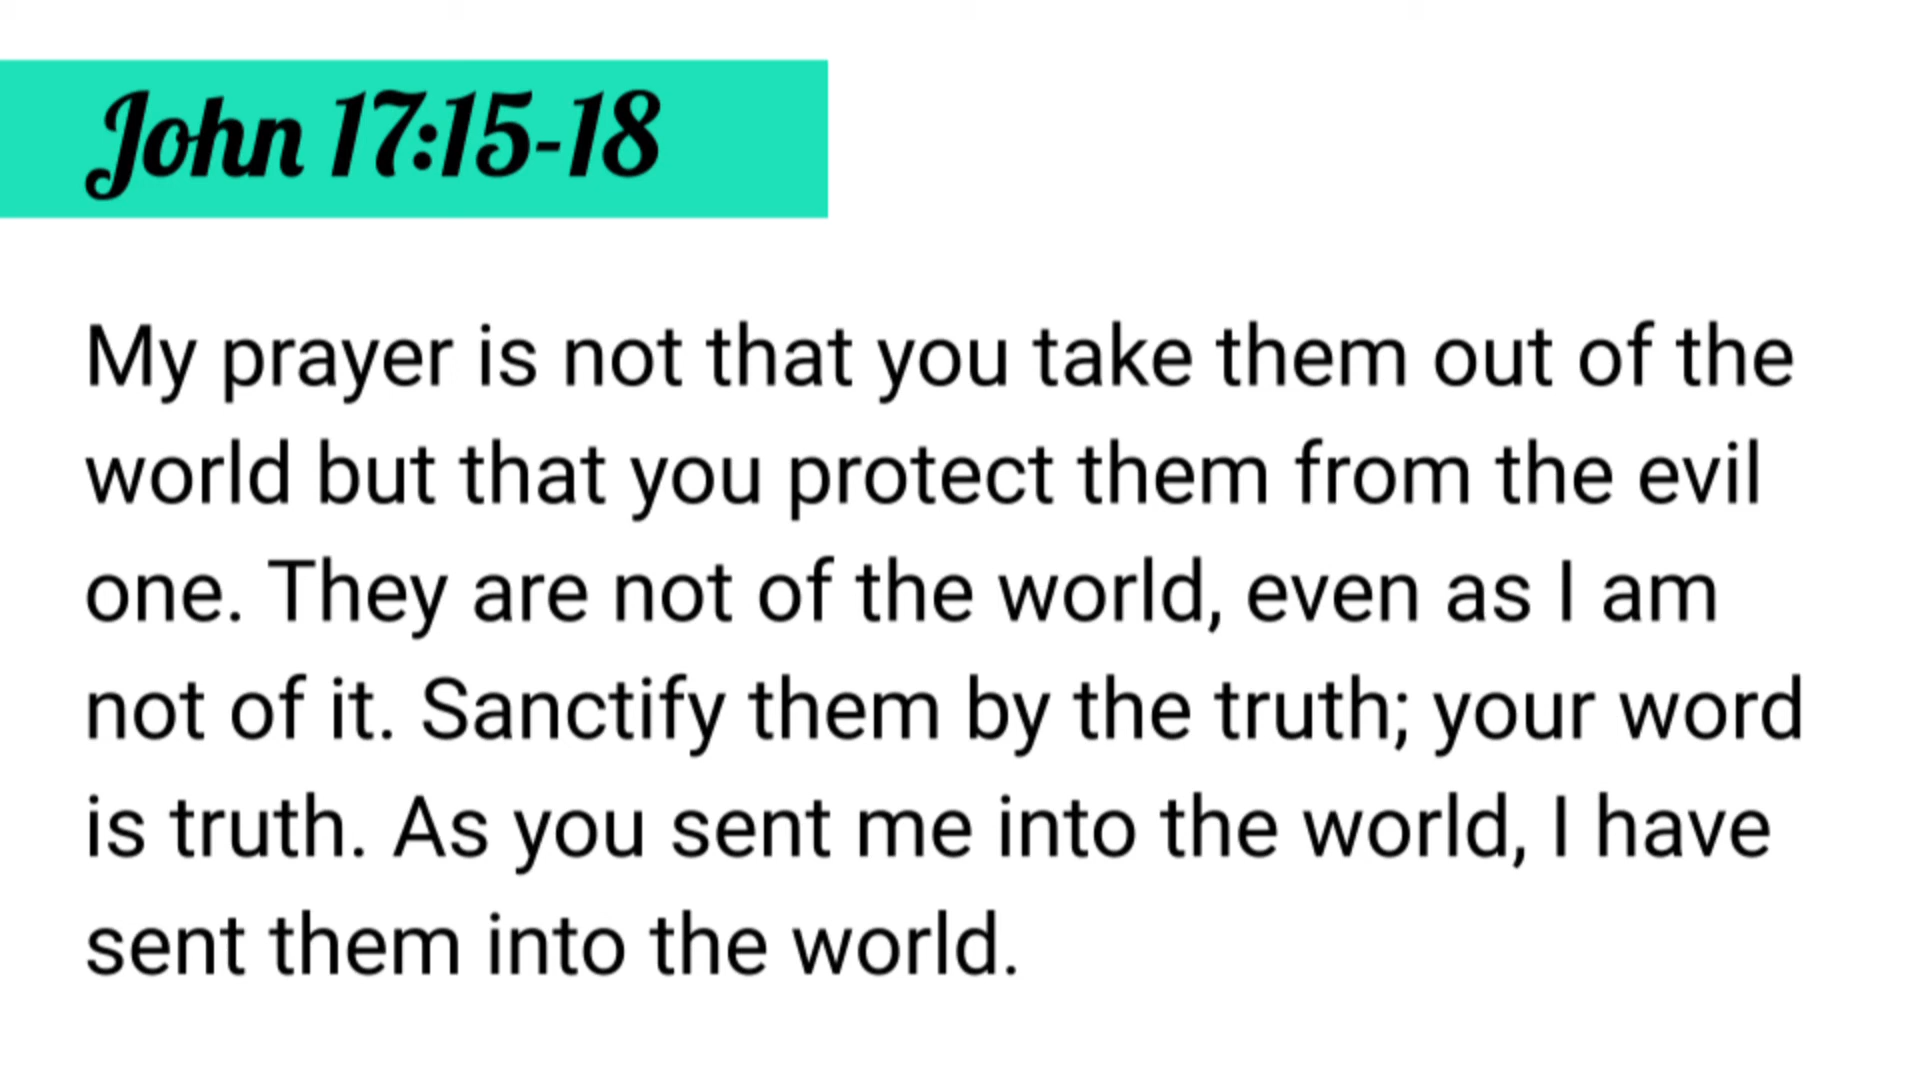 John 17:15-18
My prayer is not that you take them out of the
world but that you protect them from the evil
one. They are not of the world, even as I am
not of it. Sanctify them by the truth; your word
is truth. As you sent me into the world, I have
sent them into the world.